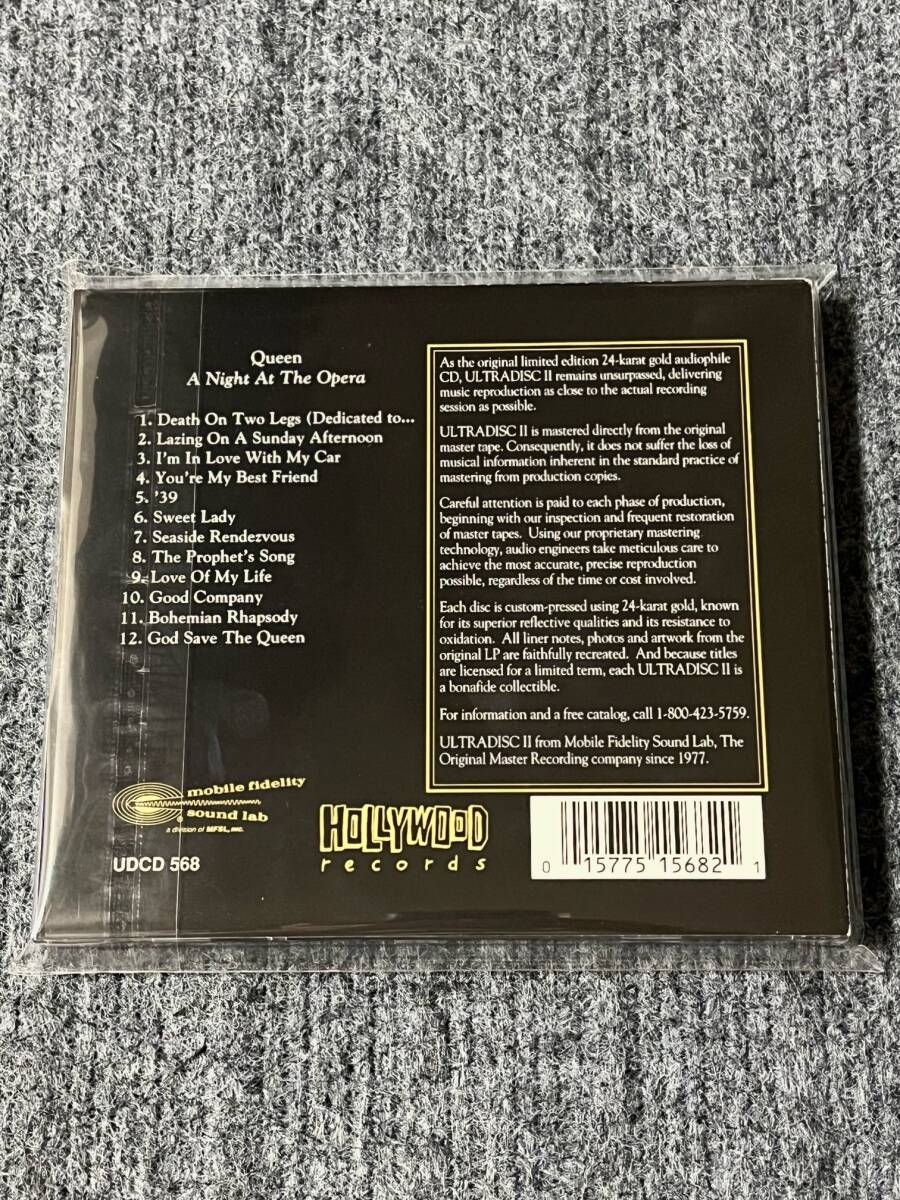 Queen
A Night At The Opera
1. Death On Two Legs (Dedicated to...
2. Lazing On A Sunday Afternoon
3. I'm In Love With My Car
4. You're My Best Friend
5. '39
6. Sweet Lady
7. Seaside Rendezvous
8. The Prophet's Song
9. Love Of My Life
10. Good Company
11. Bohemian Rhapsody
12. God Save The Queen
As the original limited edition 24-karat gold audiophile
CD, ULTRADISC II remains unsurpassed, delivering
music reproduction as close to the actual recording
session as possible.
ULTRADISC II is mastered directly from the original
master tape. Consequently, it does not suffer the loss of
musical information inherent in the standard practice of
mastering from production copies.
Careful attention is paid to each phase of production,
beginning with our inspection and frequent restoration
of master tapes. Using our proprietary mastering
technology, audio engineers take meticulous care to
achieve the most accurate, precise reproduction
possible, regardless of the time or cost involved.
Each disc is custom-pressed using 24-karat gold, known
for its superior reflective qualities and its resistance to
oxidation. All liner notes, photos and artwork from the
original LP are faithfully recreated. And because titles
are licensed for a limited term, each ULTRADISC II is
a bonafide collectible.
For information and a free catalog, call 1-800-423-5759.
ULTRADISC II from Mobile Fidelity Sound Lab, The
Original Master Recording company since 1977.
mobile fidelity
sound lab
®
a division of MFSL, INC.
UDCD 568
HOLLYWOOD
records
0 15775 15682 1